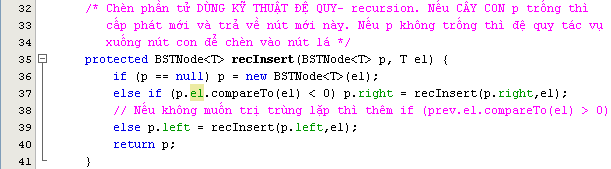 32 /* Chèn phần tử DÙNG KỸ THUẬT ĐỆ QUY- recursion. Nếu CÂY CON p trống thì
33 cấp phát mới và trả về nút mới này. Nếu p không trống thì đệ quy tác vụ
34 xuống nút con để chèn vào nút lá */
35 protected BSTNode<T> recInsert(BSTNode<T> p, T el) {
36 if (p == null) p = new BSTNode<T>(el);
37 else if (p.el.compareTo(el) < 0) p.right = recInsert(p.right,el);
38 // Nếu không muốn trị trùng lặp thì thêm if (prev.el.compareTo(el) > 0)
39 else p.left = recInsert(p.left,el);
40 return p;
41 }